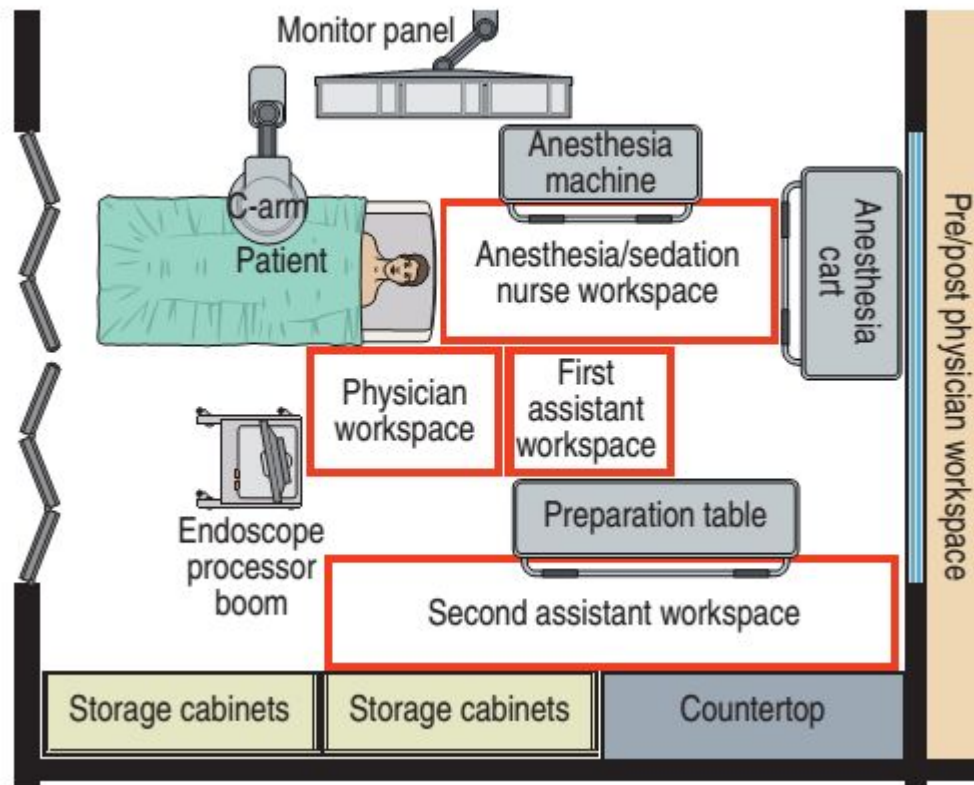 Monitor panel
Anesthesia
machine
C-arm
Patient
Anesthesia/sedation
nurse workspace
Anesthesia
cart
Pre/post physician workspace
Physician
workspace
First
assistant
workspace
Endoscope
processor
boom
Preparation table
Second assistant workspace
Storage cabinets
Storage cabinets
Countertop